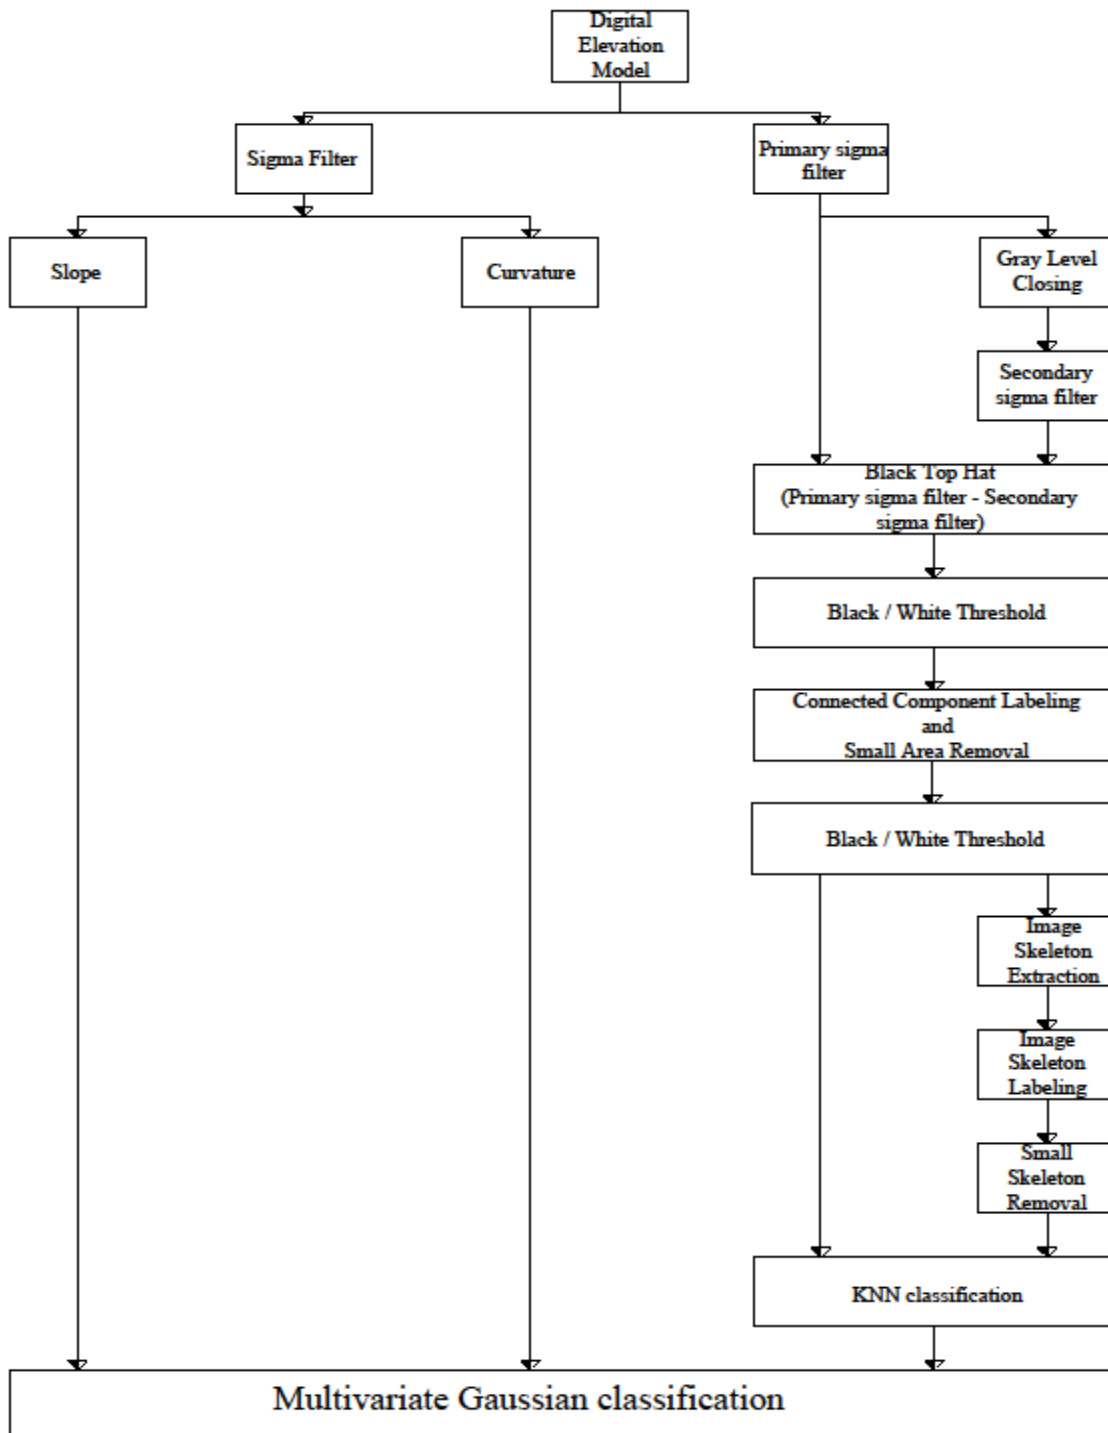 Digital
Elevation
Model
Sigma Filter
Primary sigma
filter
Slope
Curvature
Gray Level
Closing
Secondary
sigma filter
Black Top Hat
(Primary sigma filter - Secondary
sigma filter)
Black / White Threshold
Connected Component Labeling
and
Small Area Removal
Black / White Threshold
Image
Skeleton
Extraction
Image
Skeleton
Labeling
Small
Skeleton
Removal
KNN classification
Multivariate Gaussian classification